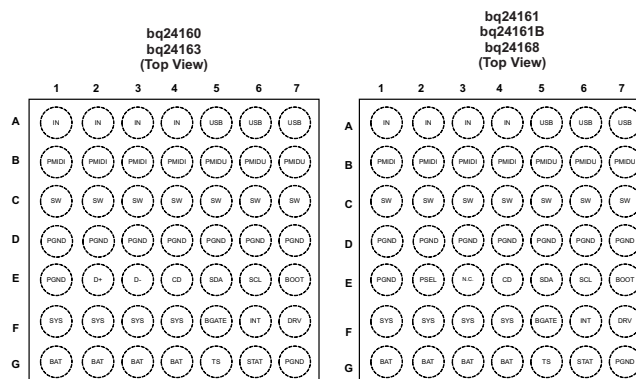 bq24160
bq24163
(Top View)
1 2 3 4 5 6 7
A IN IN IN IN USB USB USB
B PMIDI PMIDI PMIDI PMIDI PMIDU PMIDU PMIDU
C SW SW SW SW SW SW SW
D PGND PGND PGND PGND PGND PGND PGND
E PGND D+ D- CD SDA SCL BOOT
F SYS SYS SYS SYS BGATE INT DRV
G BAT BAT BAT BAT TS STAT PGND
bq24161
bq24161B
bq24168
(Top View)
1 2 3 4 5 6 7
A IN IN IN IN USB USB USB
B PMIDI PMIDI PMIDI PMIDI PMIDU PMIDU PMIDU
C SW SW SW SW SW SW SW
D PGND PGND PGND PGND PGND PGND PGND
E PGND PSEL N.C. CD SDA SCL BOOT
F SYS SYS SYS SYS BGATE INT DRV
G BAT BAT BAT BAT TS STAT PGND